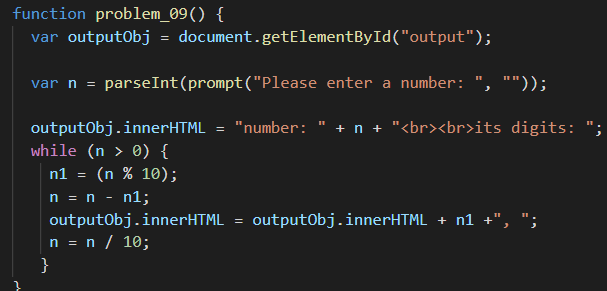 function problem_09() {
var outputObj = document.getElementById("output");
var n = parseInt(prompt("Please enter a number: ", ""));
outputObj.innerHTML = "number: " + n + "<br><br>its digits: ";
while (n > 0) {
n1 = (n % 10);
n = n - n1;
outputObj.innerHTML = outputObj.innerHTML + n1 +", ";
n = n / 10;
}
}